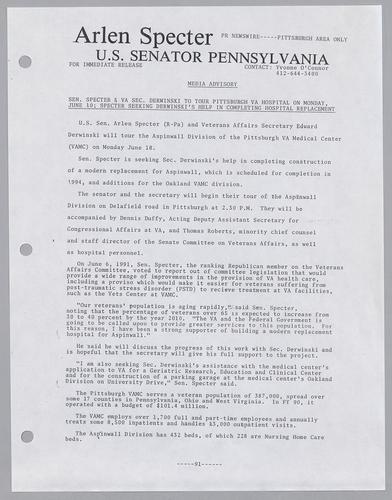 Arlen Specter PR NEWSWIRE-----PITTSBURGH AREA ONLY
U.S. SENATOR PENNSYLVANIA
FOR IMMEDIATE RELEASE CONTACT: Yvonne O'Connor
412-644-3400
MEDIA ADVISORY
SEN. SPECTER & VA SEC. DERWINSKI TO TOUR PITTSBURGH VA HOSPITAL ON MONDAY,
JUNE 10; SPECTER SEEKING DERWINSKI'S HELP IN COMPLETING HOSPITAL REPLACEMENT
U.S. Sen. Arlen Specter (R-Pa) and Veterans Affairs Secretary Edward
Derwinski will tour the Aspinwall Division of the Pittsburgh VA Medical Center
(VAMC) on Monday June 10.
Sen. Specter is seeking Sec. Derwinski's help in completing construction
of a modern replacement for Aspinwall, which is scheduled for completion in
1994, and additions for the Oakland VAMC division.
The senator and the secretary will begin their tour of the Aspinwall
Division on Delafield road in Pittsburgh at 2:50 P.M. They will be
accompanied by Dennis Duffy, Acting Deputy Assistant Secretary for
Congressional Affairs at VA, and Thomas Roberts, minority chief counsel
and staff director of the Senate Committee on Veterans Affairs, as well
as hospital personnel.
On June 6, 1991, Sen. Specter, the ranking Republican member on the Veterans
Affairs Committee, voted to report out of committee legislation that would
provide a wide range of improvements in the provision of VA health care,
including a proviso which would make it easier for veterans suffering from
post-traumatic stress disorder (PSTD) to recieve treatment at VA facilities,
such as the Vets Center at VAMC.
"Our veterans' population is aging rapidly," said Sen. Specter,
noting that the percentage of veterans over 65 is expected to increase from
30 to 40 percent by the year 2010. "The VA and the Federal Government is
going to be called upon to provide greater services to this population. For
this reason, I have been a strong supporter of building a modern replacement
hospital for Aspinwall."
He said he will discuss the progress of this work with Sec. Derwinski and
is hopeful that the secretary will give his full support to the project.
"I am also seeking Sec. Derwinski's assistance with the medical center's
application to VA for a Geriatric Research, Education and Clinical Center
and for the construction of a parking garage at the medical center's Oakland
Division on University Drive," Sen. Specter said.
The Pittsburgh VAMC serves a veteran population of 387,000, spread over
some 17 counties in Pennsylvania, Ohio and West Virginia. In FY 90, it
operated with a budget of $101.4 million.
The VAMC employs over 1,700 full and part-time employees and annually
treats some 8,500 inpatients and handles outpatient visits.
The Aspinwall Division has 432 beds, of which 228 are Nursing Home Care
beds.
-----91-----